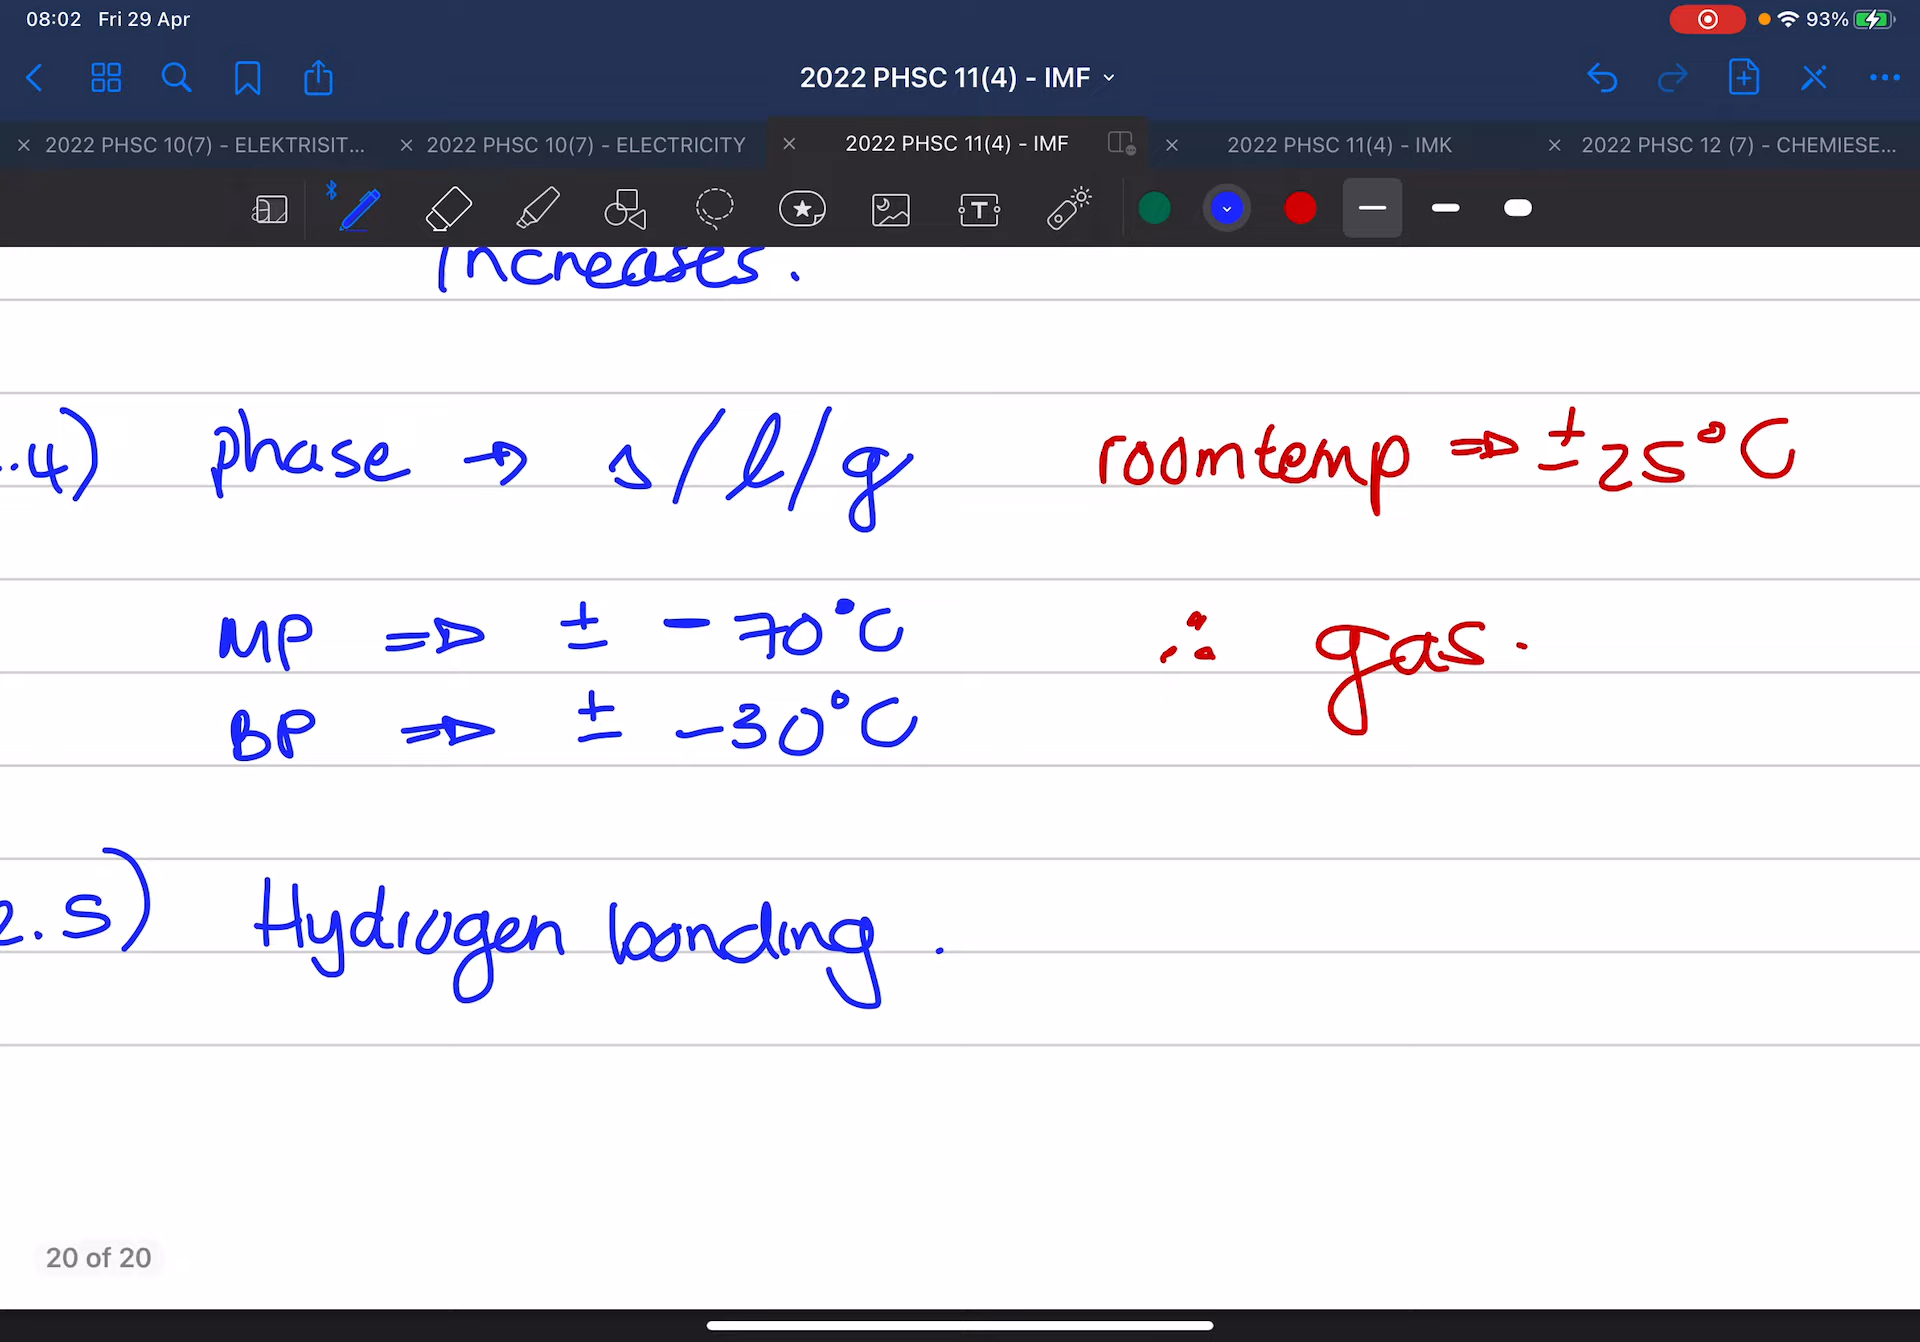 08:02 Fri 29 Apr 93%
2022 PHSC 11(4) - IMF
2022 PHSC 10(7) - ELEKTRISIT... 2022 PHSC 10(7) - ELECTRICITY 2022 PHSC 11(4) - IMF 2022 PHSC 11(4) - IMK 2022 PHSC 12 (7) - CHEMIESE...
increases.
.4) phase → s/l/g roomtemp ⇒ ±25°C
MP ⇒ ± -70°C ∴ gas.
BP ⇒ ± -30°C
2.5) Hydrogen bonding.
20 of 20